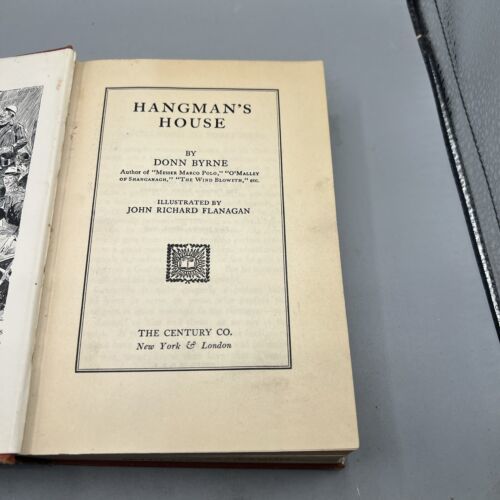 HANGMAN'S
HOUSE
BY
DONN BYRNE
Author of "Messer Marco Polo," "O'Malley
of Shanganagh," "The Wind Bloweth," etc.
ILLUSTRATED BY
JOHN RICHARD FLANAGAN
THE CENTURY CO.
New York & London